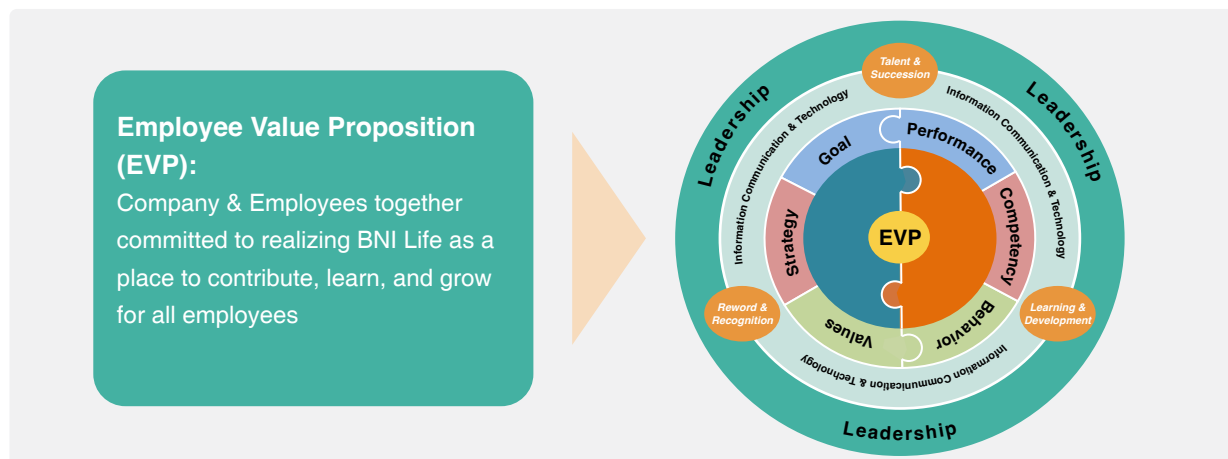 Employee Value Proposition
(EVP):
Company & Employees together
committed to realizing BNI Life as a
place to contribute, learn, and grow
for all employees
Talent &
Succession
Leadership
Leadership
Information Communication & Technology
Information Communication & Technology
Goal
Performance
Strategy
EVP
Competency
Reword &
Recognition
Learning &
Development
Values
Behavior
Information Communication & Technology
Leadership